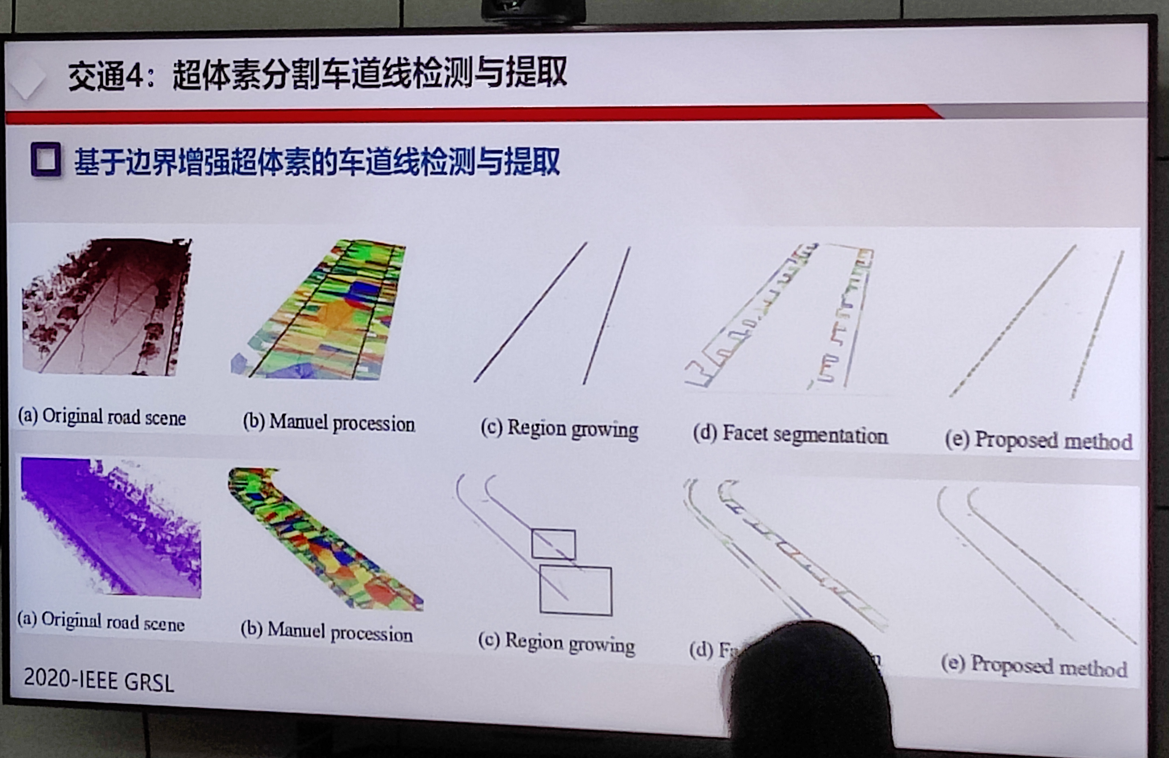 交通4：超体素分割车道线检测与提取
基于边界增强超体素的车道线检测与提取
(a) Original road scene
(b) Manuel procession
(c) Region growing
(d) Facet segmentation
(e) Proposed method
(a) Original road scene
(b) Manuel procession
(c) Region growing
(d)
(e) Proposed method
2020-IEEE GRSL